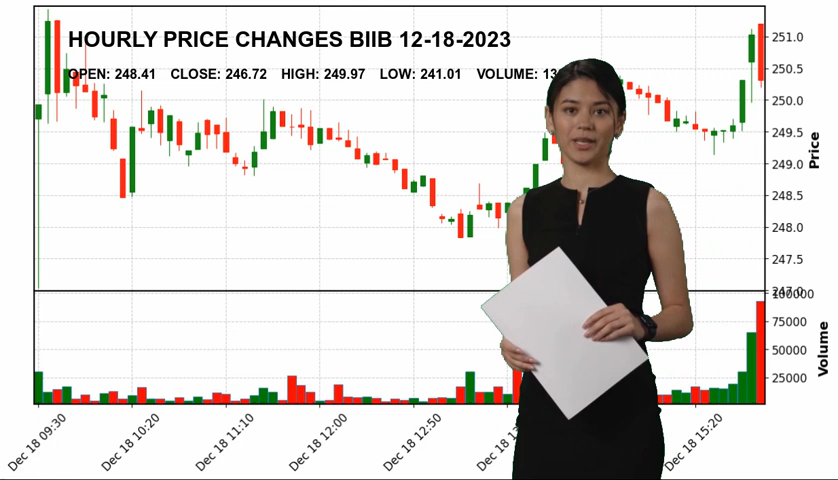 HOURLY PRICE CHANGES BIIB 12-18-2023
OPEN: 248.41 CLOSE: 246.72 HIGH: 249.97 LOW: 241.01 VOLUME: 13
251.0
250.5
250.0
249.5
249.0
248.5
248.0
247.5
247.0
Price
100000
75000
50000
25000
Volume
Dec 18 09:30
Dec 18 10:20
Dec 18 11:10
Dec 18 12:00
Dec 18 12:50
Dec 18
Dec 18 15:20